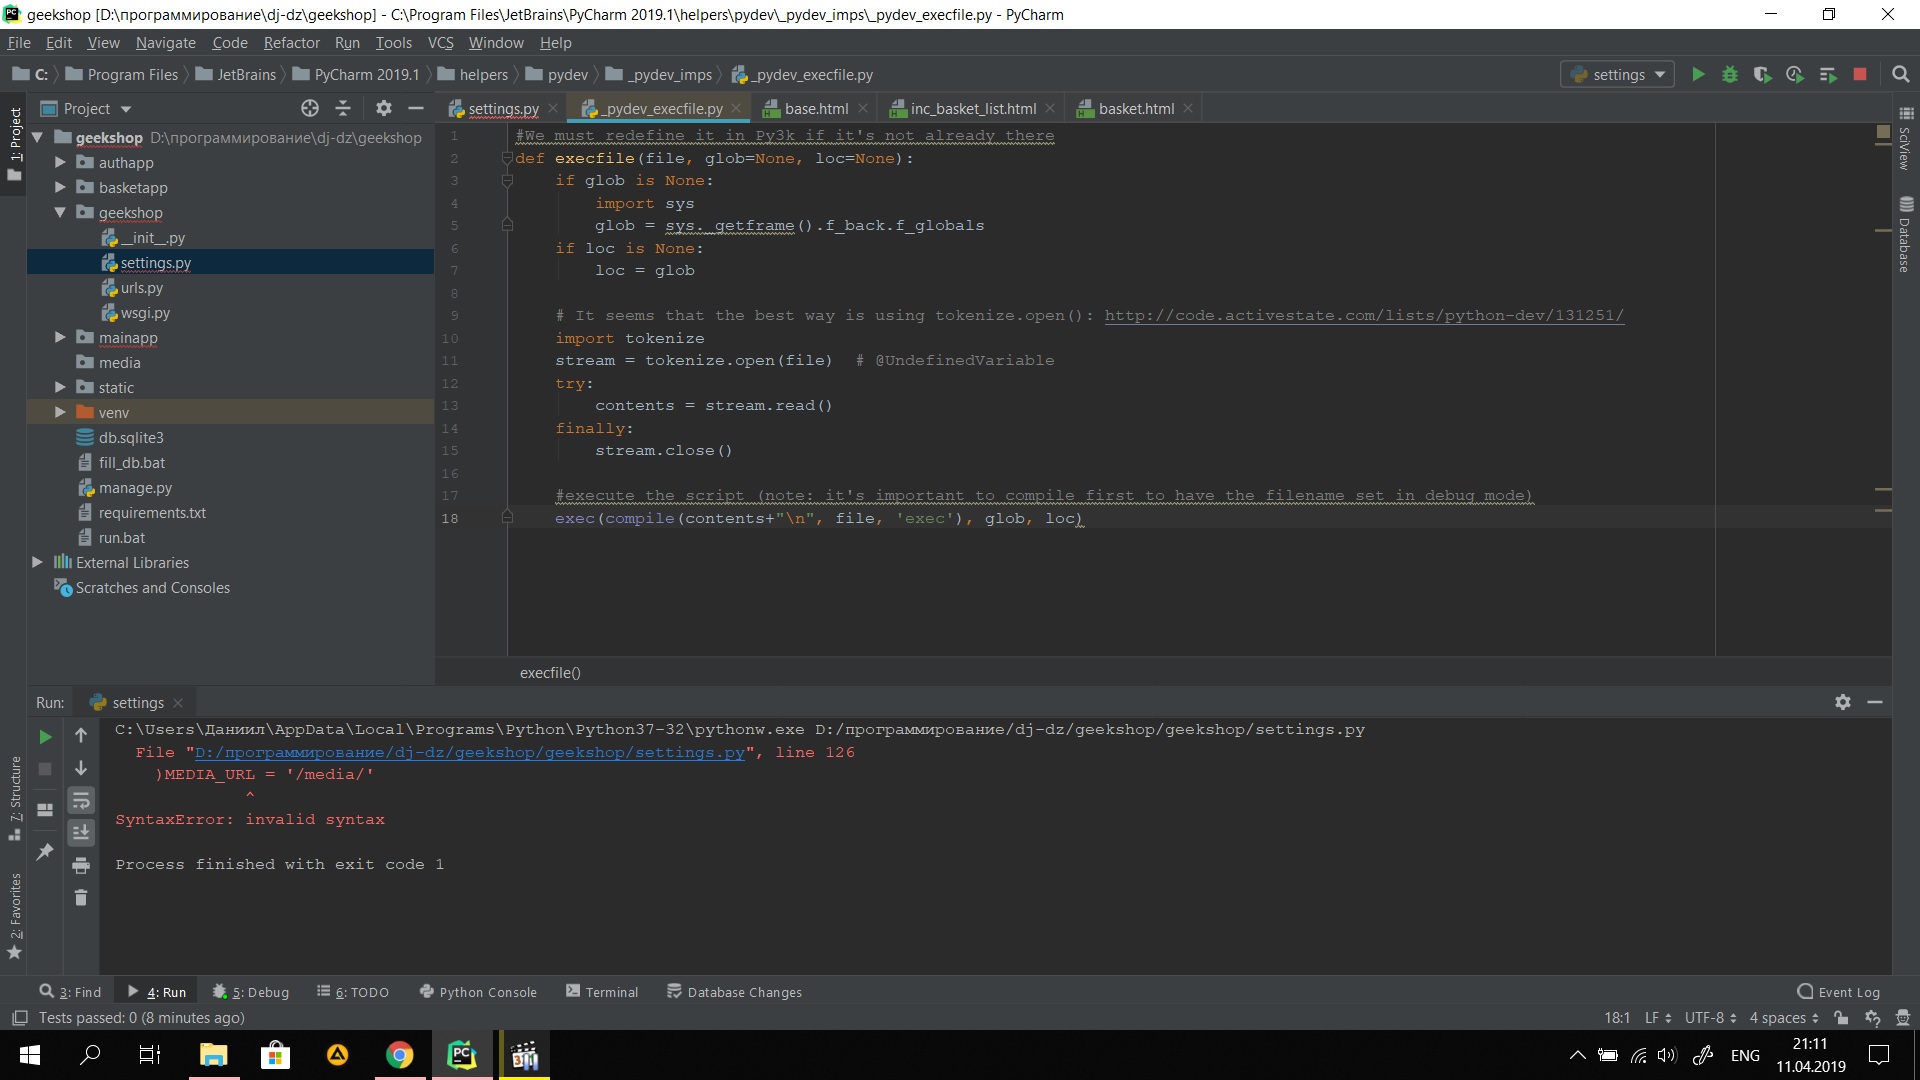 geekshop [D:\программирование\dj-dz\geekshop] - C:\Program Files\JetBrains\PyCharm 2019.1\helpers\pydev\_pydev_imps\_pydev_execfile.py - PyCharm
File Edit View Navigate Code Refactor Run Tools VCS Window Help
C: Program Files JetBrains PyCharm 2019.1 helpers pydev _pydev_imps _pydev_execfile.py settings
1: Project
Project
settings.py _pydev_execfile.py base.html inc_basket_list.html basket.html
geekshop D:\программирование\dj-dz\geekshop
authapp
basketapp
geekshop
__init__.py
settings.py
urls.py
wsgi.py
mainapp
media
static
venv
db.sqlite3
fill_db.bat
manage.py
requirements.txt
run.bat
External Libraries
Scratches and Consoles
1 #We must redefine it in Py3k if it's not already there
2 def execfile(file, glob=None, loc=None):
3 if glob is None:
4 import sys
5 glob = sys._getframe().f_back.f_globals
6 if loc is None:
7 loc = glob
8
9 # It seems that the best way is using tokenize.open(): http://code.activestate.com/lists/python-dev/131251/
10 import tokenize
11 stream = tokenize.open(file)  # @UndefinedVariable
12 try:
13 contents = stream.read()
14 finally:
15 stream.close()
16
17 #execute the script (note: it's important to compile first to have the filename set in debug mode)
18 exec(compile(contents+"\n", file, 'exec'), glob, loc)
execfile()
SciView
Database
Run: settings
C:\Users\Даниил\AppData\Local\Programs\Python\Python37-32\pythonw.exe D:/программирование/dj-dz/geekshop/geekshop/settings.py
File "D:/программирование/dj-dz/geekshop/geekshop/settings.py", line 126
)MEDIA_URL = '/media/'
^
SyntaxError: invalid syntax
Process finished with exit code 1
7: Structure
2: Favorites
3: Find 4: Run 5: Debug 6: TODO Python Console Terminal Database Changes Event Log
Tests passed: 0 (8 minutes ago) 18:1 LF UTF-8 4 spaces
ENG
21:11
11.04.2019